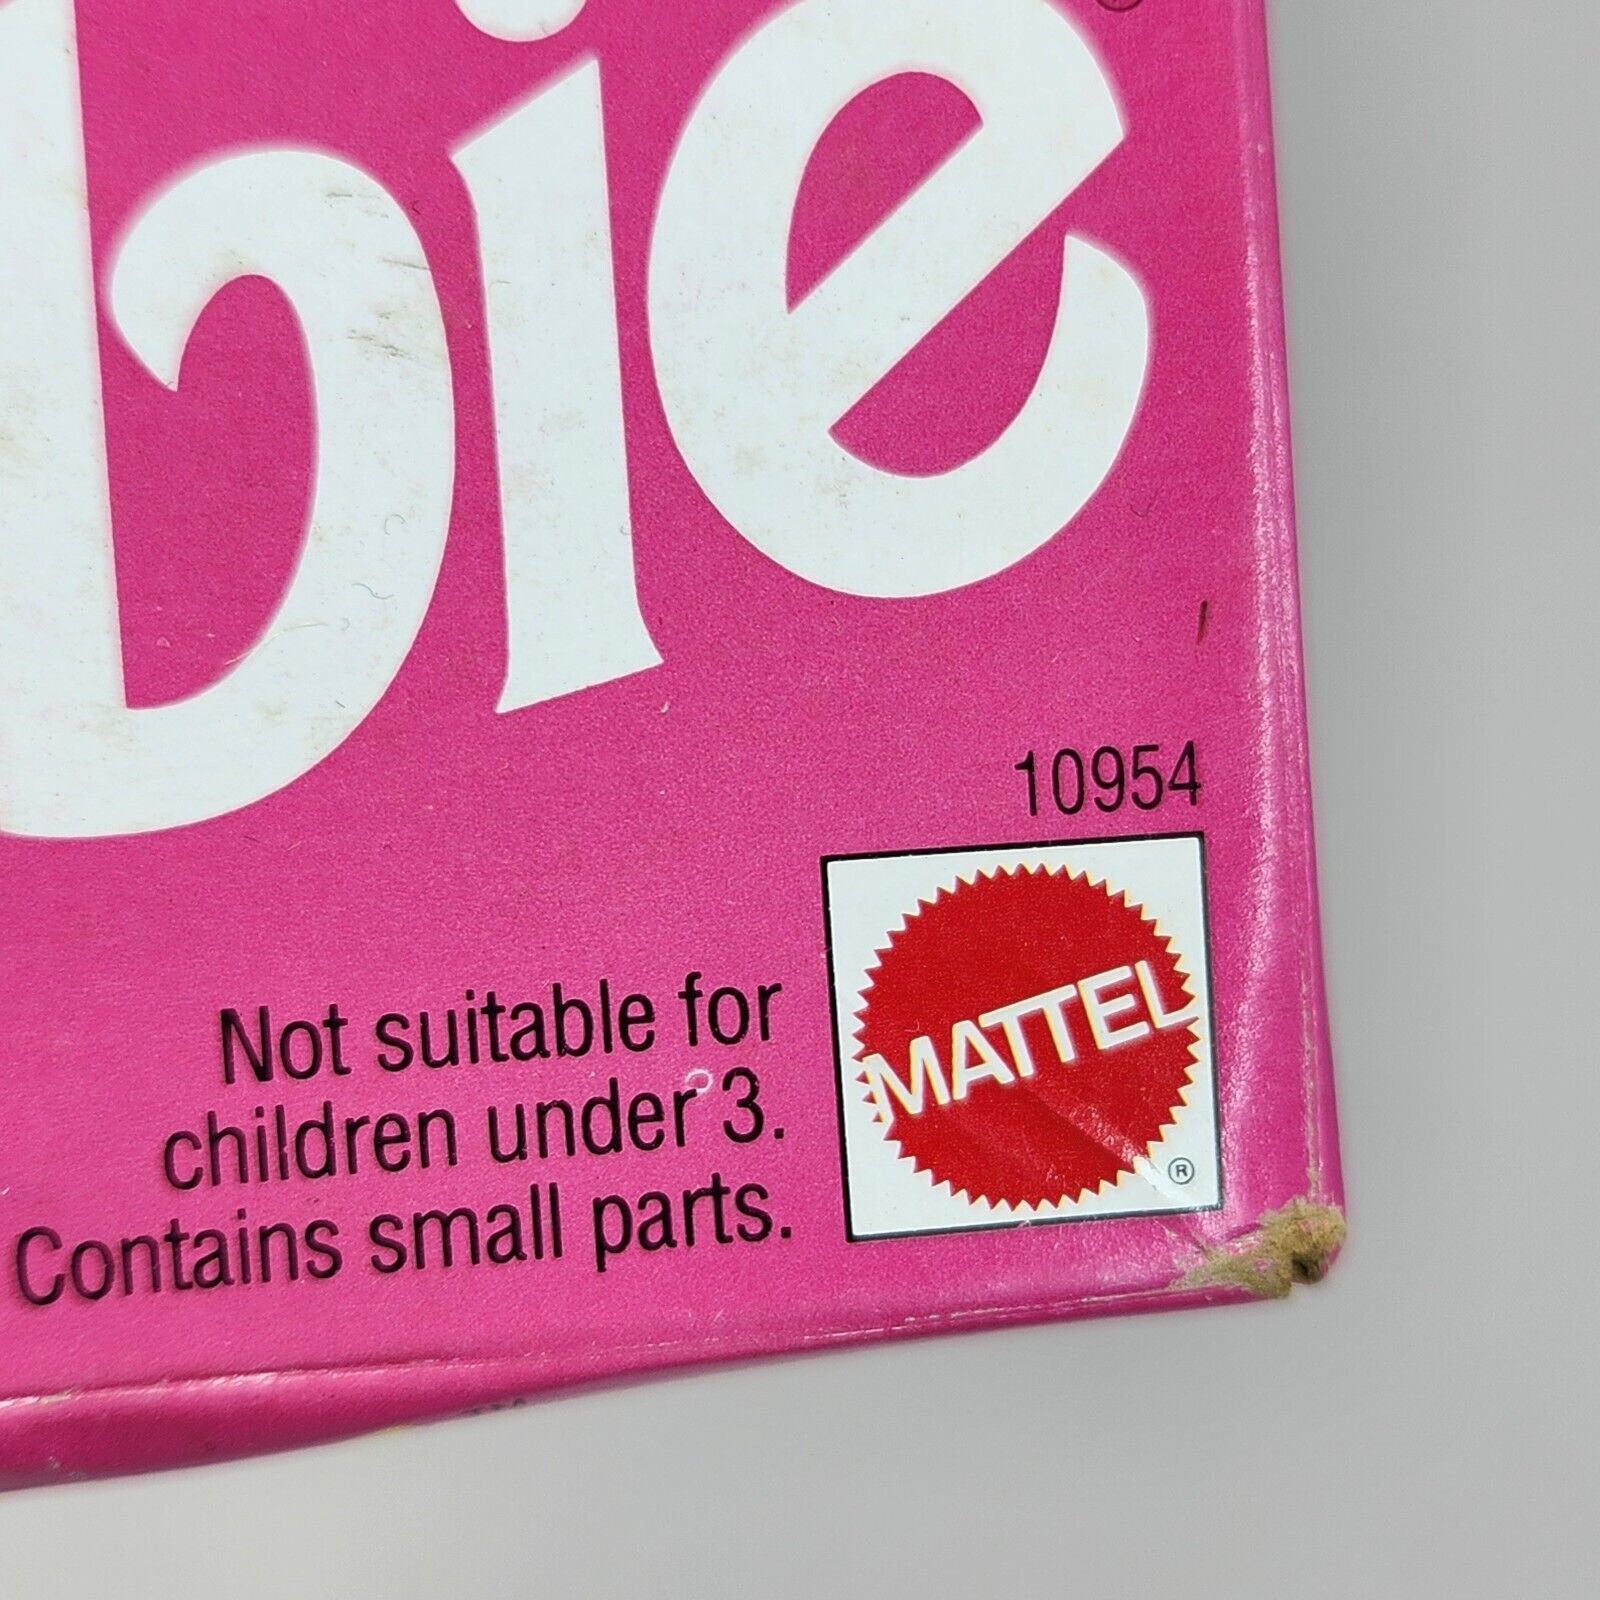 bie
10954
Not suitable for
children under 3.
Contains small parts.
MATTEL
®